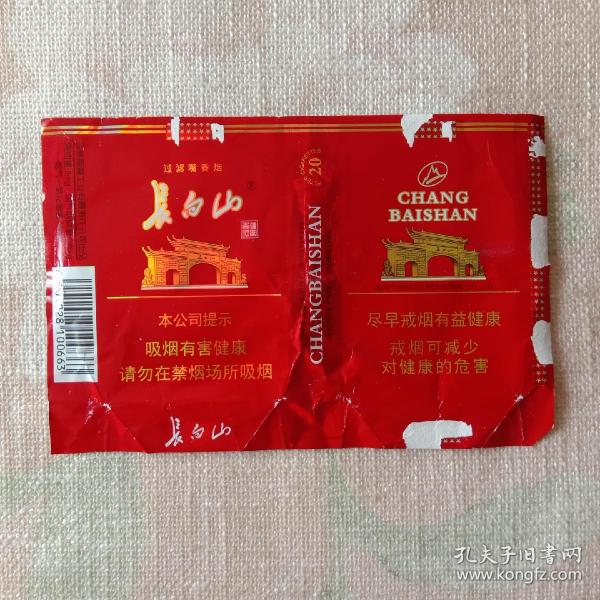 过滤嘴香烟
長白山
®
本公司提示
吸烟有害健康
请勿在禁烟场所吸烟
長白山
20
CHANGBAISHAN
CHANG
BAISHAN
尽早戒烟有益健康
戒烟可减少
对健康的危害
孔夫子旧书网
www.kongfz.com